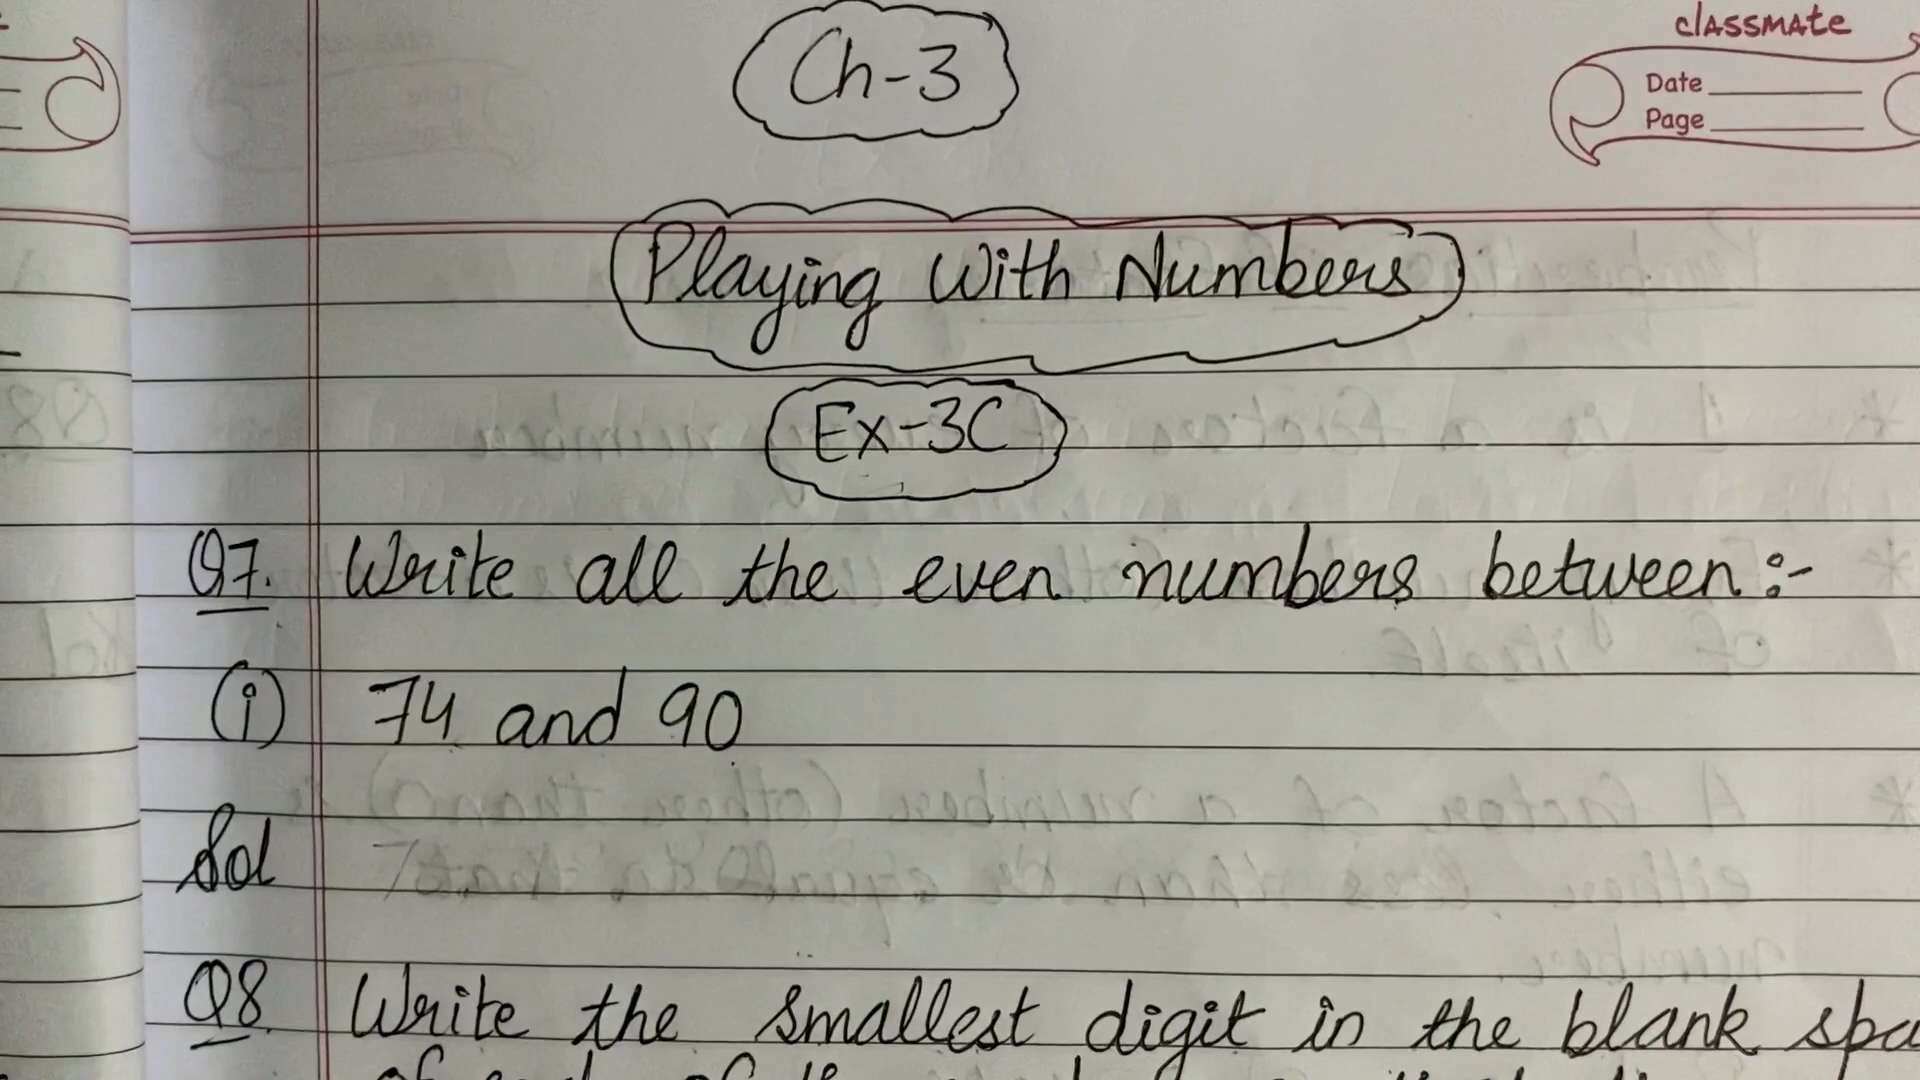 classmate
Date
Page
Ch-3
Playing With Numbers
Ex-3C
Q7. Write all the even numbers between:-
(i) 74 and 90
Sol
Q8. Write the smallest digit in the blank